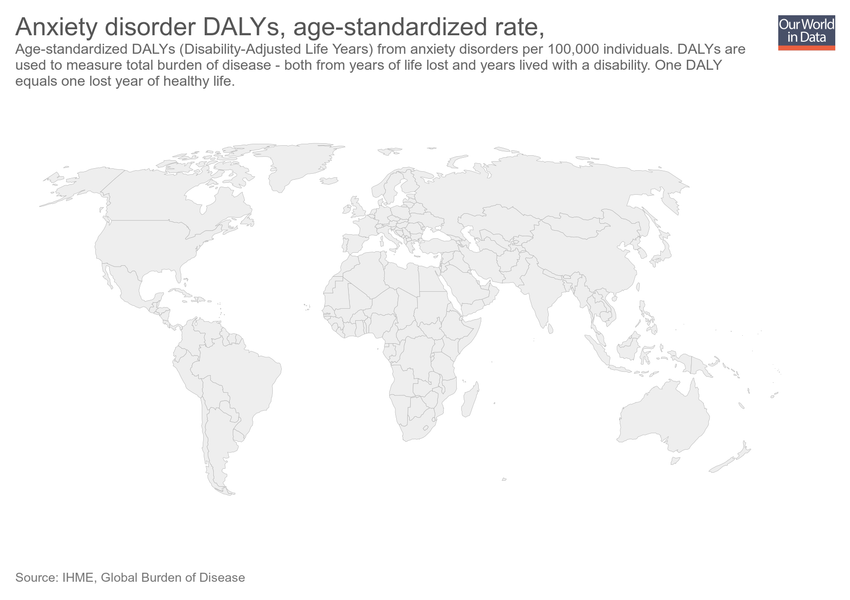 Anxiety disorder DALYs, age-standardized rate,
Our World
in Data
Age-standardized DALYs (Disability-Adjusted Life Years) from anxiety disorders per 100,000 individuals. DALYs are
used to measure total burden of disease - both from years of life lost and years lived with a disability. One DALY
equals one lost year of healthy life.
Source: IHME, Global Burden of Disease